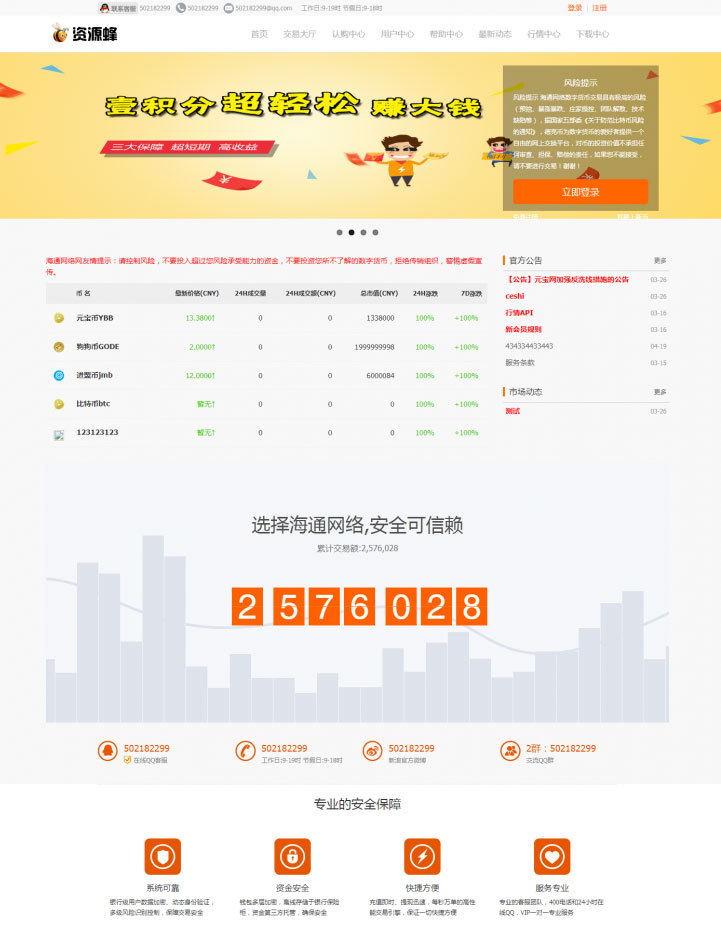 联系客服 502182299 502182299 502182299@qq.com 工作日:9-19时 节假日:9-18时 登录 | 注册
资源蜂 首页 交易大厅 认购中心 用户中心 帮助中心 最新动态 行情中心 下载中心
壹积分超轻松 赚大钱
三大保障 超短期 高收益
风险提示
风险提示 海通网络数字货币交易具有极高的风险
(预挖、暴涨暴跌、庄家操控、团队解散、技术
缺陷等),据国家五部委《关于防范比特币风险
的通知》,
自由的网上交换平台,对币的投资价值不承担任
何审查、担保、赔偿的责任,如果您不能接受,
请不要进行交易!谢谢!
立即登录
海通网络网友情提示:请控制风险,不要投入超过您风险承受能力的资金,不要投资您所不了解的数字货币,拒绝传销组织,警惕虚假宣
传。
币 名 最新价格(CNY) 24H成交量 24H成交额(CNY) 总市值(CNY) 24H涨跌 7D涨跌
元宝币YBB 13.3800↑ 0 0 1338000 100% +100%
狗狗币GODE 2.0000↑ 0 0 1999999998 100% +100%
进盟币jmb 12.0000↑ 0 0 6000084 100% +100%
比特币btc 暂无↑ 0 0 0 100% +100%
123123123 暂无↑ 0 0 0 100% +100%
官方公告 更多
【公告】元宝网加强反洗钱措施的公告 03-26
ceshi 03-26
行情API 03-16
新会员规则 03-16
434334433443 04-19
服务条款 03-15
市场动态 更多
测试 03-26
选择海通网络,安全可信赖
累计交易额:2,576,028
2 576 028
502182299 502182299 502182299 2群:502182299
在线QQ客服 工作日:9-19时 节假日:9-18时 新浪官方微博 交流QQ群
专业的安全保障
系统可靠 资金安全 快捷方便 服务专业
银行级用户数据加密、动态身份验证, 钱包多层加密,离线存储于银行保险 充值即时、提现迅速,每秒万单的高性 专业的客服团队,400电话和24小时在
多级风险识别控制,保障交易安全 柜,资金第三方托管,确保安全 能交易引擎,保证一切快捷方便 线QQ,VIP一对一专业服务